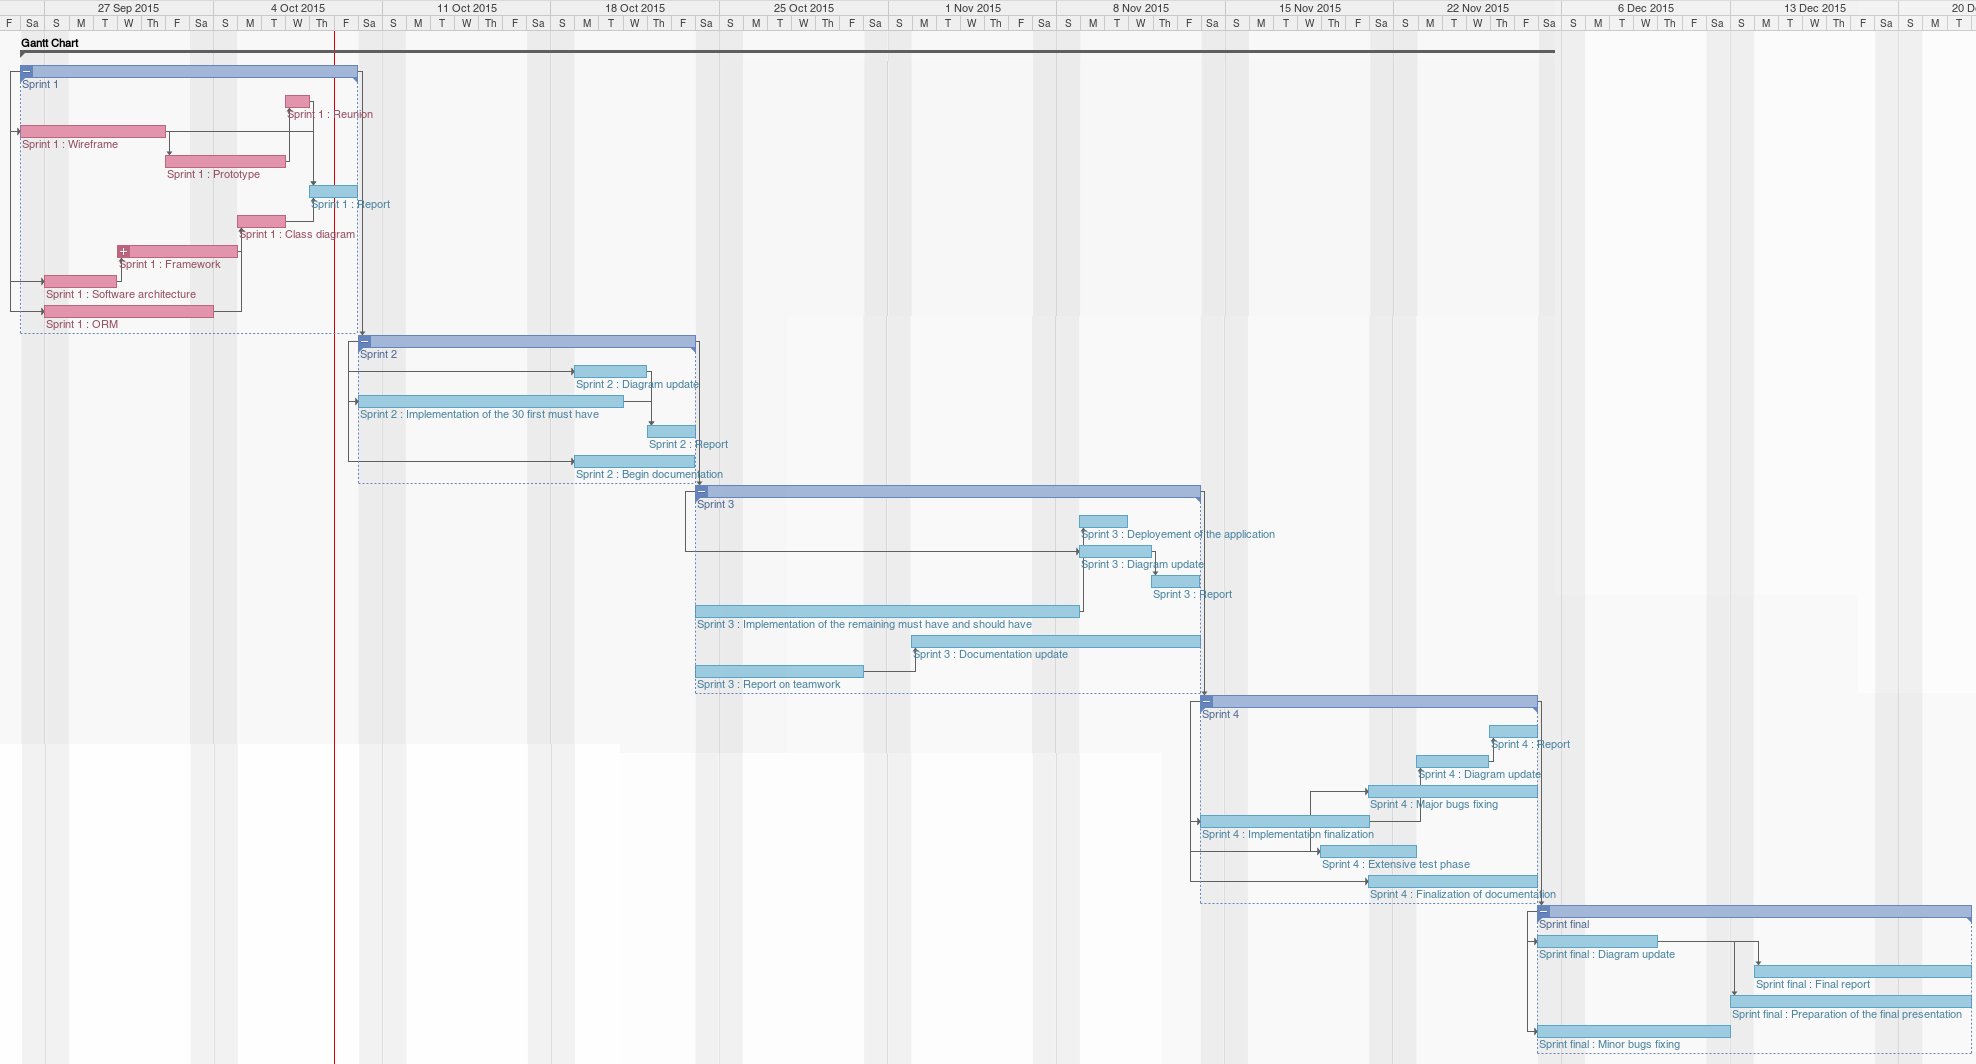 27 Sep 2015 4 Oct 2015 11 Oct 2015 18 Oct 2015 25 Oct 2015 1 Nov 2015 8 Nov 2015 15 Nov 2015 22 Nov 2015 6 Dec 2015 13 Dec 2015 20 D
F Sa S M T W Th F Sa S M T W Th F Sa S M T W Th F Sa S M T W Th F Sa S M T W Th F Sa S M T W Th F Sa S M T W Th F Sa S M T W Th F Sa S M T W Th F Sa S M T W Th F Sa S M T W Th F Sa S M T
Gantt Chart
Sprint 1
Sprint 1 : Reunion
Sprint 1 : Wireframe
Sprint 1 : Prototype
Sprint 1 : Report
Sprint 1 : Class diagram
Sprint 1 : Framework
Sprint 1 : Software architecture
Sprint 1 : ORM
Sprint 2
Sprint 2 : Diagram update
Sprint 2 : Implementation of the 30 first must have
Sprint 2 : Report
Sprint 2 : Begin documentation
Sprint 3
Sprint 3 : Deployement of the application
Sprint 3 : Diagram update
Sprint 3 : Report
Sprint 3 : Implementation of the remaining must have and should have
Sprint 3 : Documentation update
Sprint 3 : Report on teamwork
Sprint 4
Sprint 4 : Report
Sprint 4 : Diagram update
Sprint 4 : Major bugs fixing
Sprint 4 : Implementation finalization
Sprint 4 : Extensive test phase
Sprint 4 : Finalization of documentation
Sprint final
Sprint final : Diagram update
Sprint final : Final report
Sprint final : Preparation of the final presentation
Sprint final : Minor bugs fixing